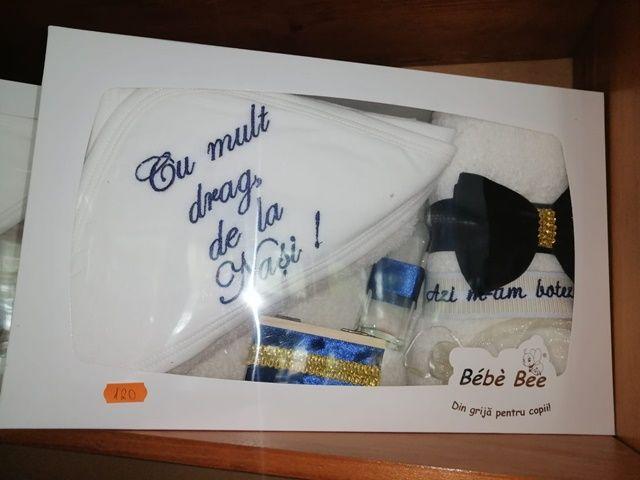 Cu mult
drag,
de la
Nași !
Azi m-am botez
Bébè Bee
Din grijă pentru copii!
120